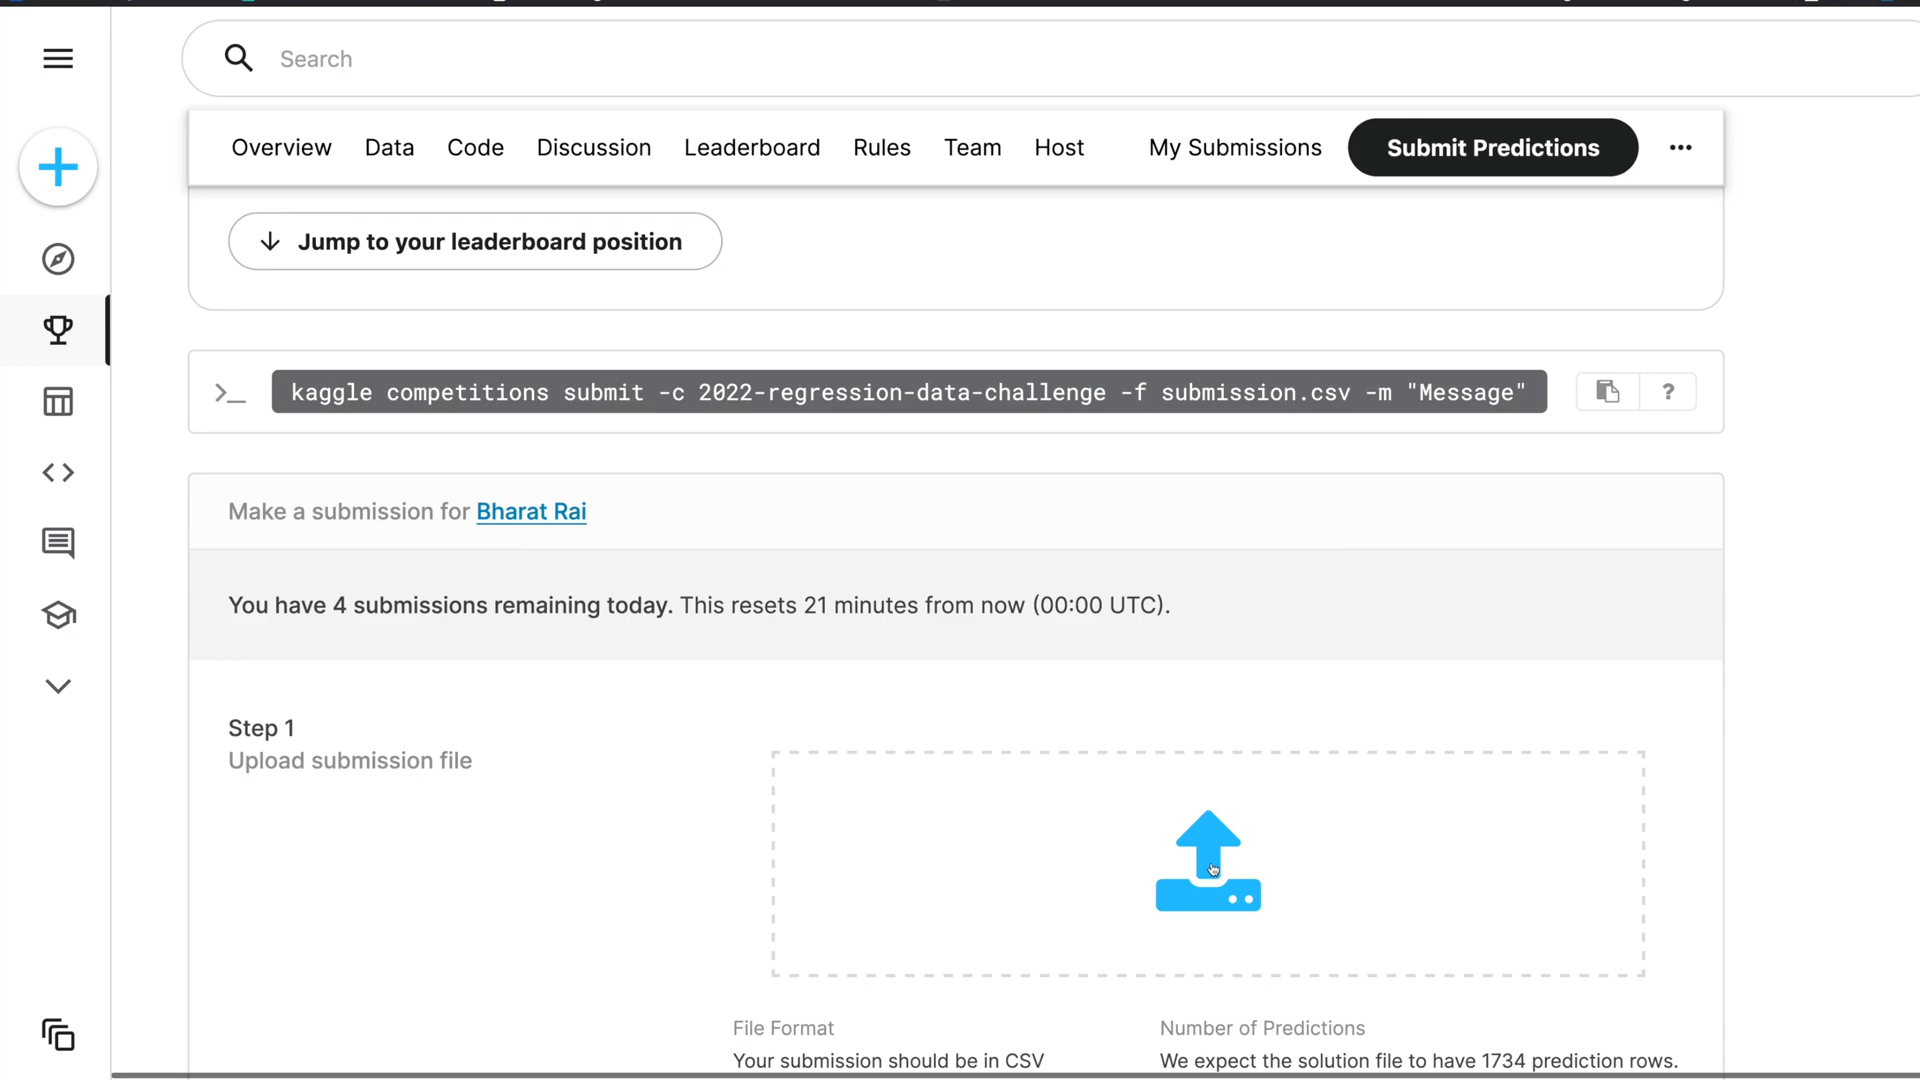 Search
Overview Data Code Discussion Leaderboard Rules Team Host My Submissions Submit Predictions
Jump to your leaderboard position
>_ kaggle competitions submit -c 2022-regression-data-challenge -f submission.csv -m "Message" ?
Make a submission for Bharat Rai
You have 4 submissions remaining today. This resets 21 minutes from now (00:00 UTC).
Step 1
Upload submission file
File Format
Your submission should be in CSV
Number of Predictions
We expect the solution file to have 1734 prediction rows.